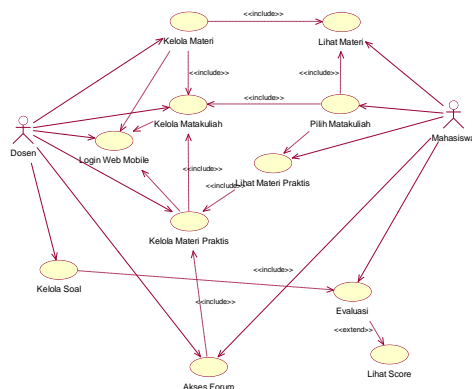 <<include>>
Kelola Materi
Lihat Materi
<<include>>
<<include>>
<<include>>
Kelola Matakuliah
Pilih Matakuliah
Mahasiswa
Dosen
Login Web Mobile
Lihat Materi Praktis
<<include>>
Kelola Materi Praktis
<<include>>
Kelola Soal
<<include>>
Evaluasi
<<extend>>
Lihat Score
Akses Forum